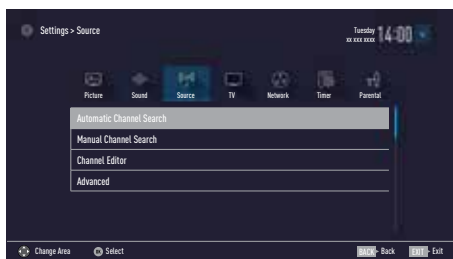 Settings > Source
Tuesday
xx xxx xxxx
14:00
Picture Sound Source TV Network Timer Parental
Automatic Channel Search
Manual Channel Search
Channel Editor
Advanced
Change Area OK Select BACK - Back EXIT - Exit